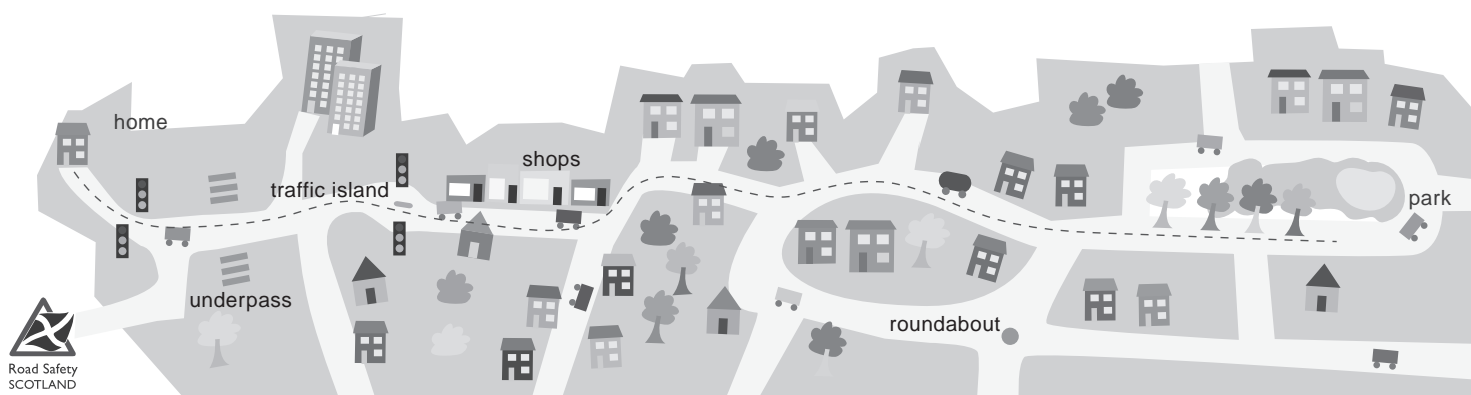 home
shops
traffic island
park
underpass
roundabout
Road Safety
SCOTLAND